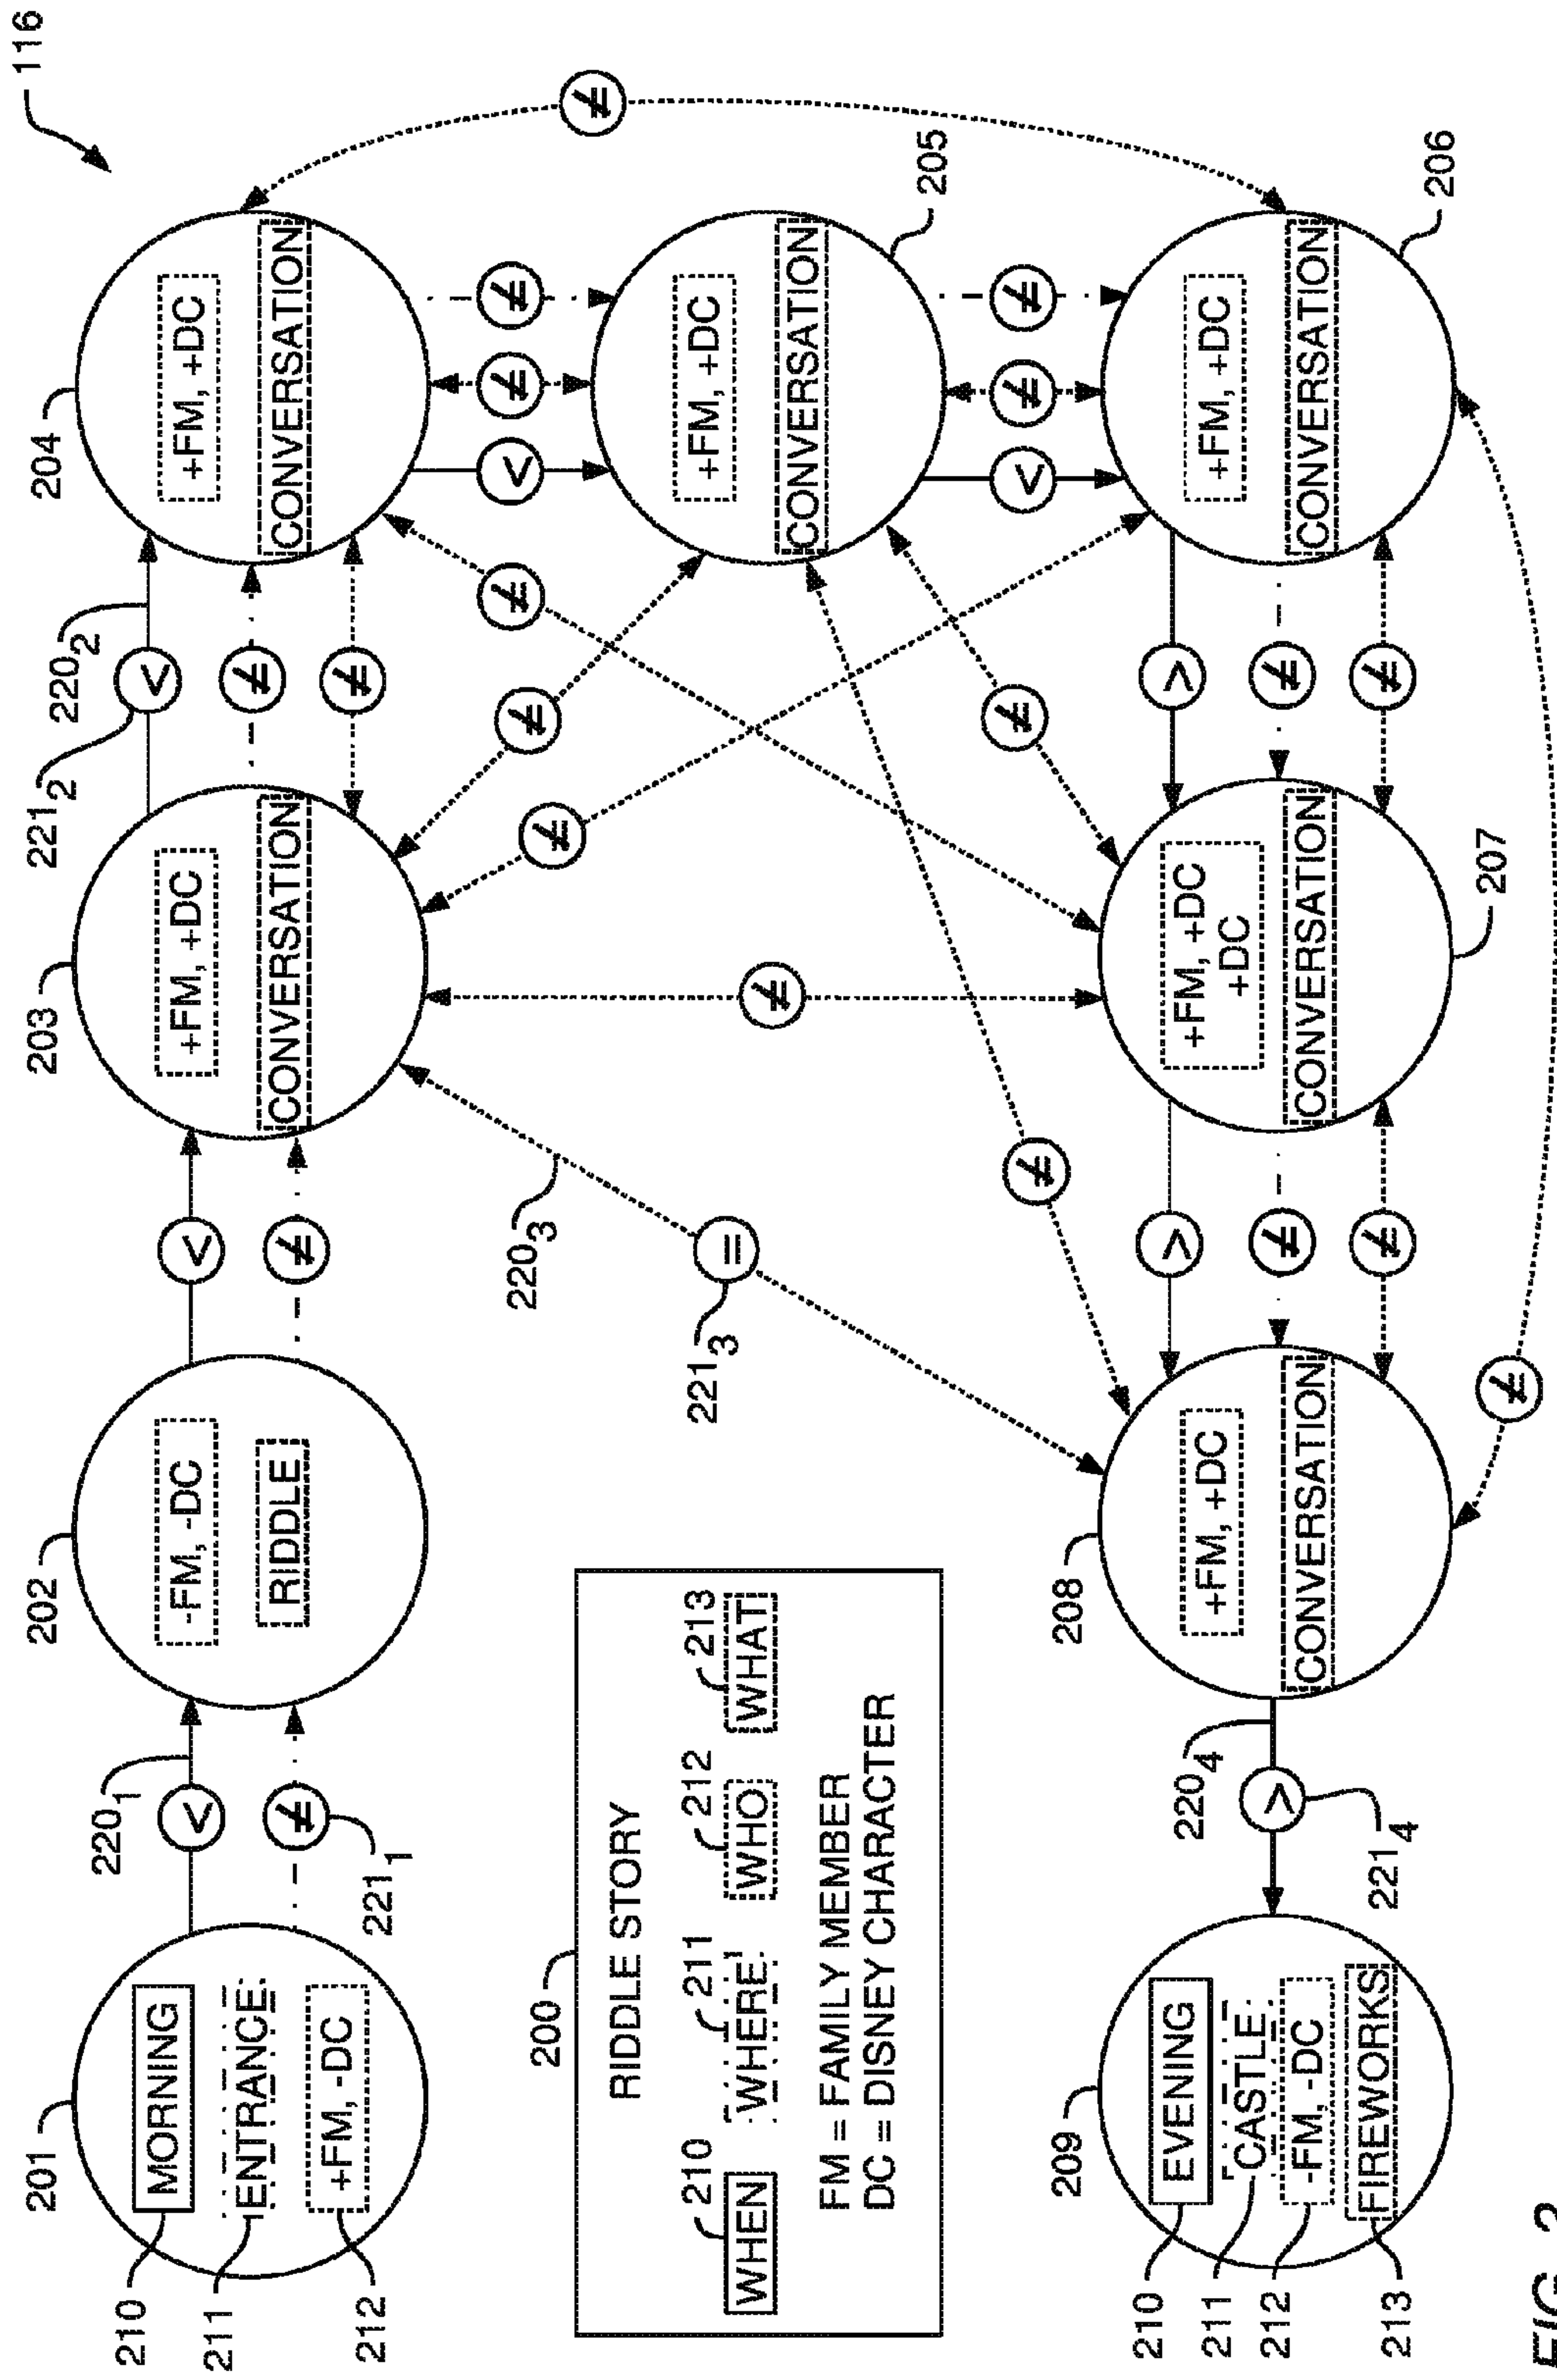 116
201
202
203
204
210
MORNING
211
ENTRANCE
212
+FM, -DC
220₁
<
≠
221₁
-FM, -DC
RIDDLE
<
≠
+FM, +DC
CONVERSATION
221₂
220₂
<
≠
≠
+FM, +DC
CONVERSATION
200
RIDDLE STORY
210
211
212
213
WHEN
WHERE
WHO
WHAT
FM = FAMILY MEMBER
DC = DISNEY CHARACTER
220₃
221₃
=
≠
≠
≠
≠
≠
≠
<
≠
≠
≠
+FM, +DC
CONVERSATION
205
<
≠
≠
209
210
EVENING
211
CASTLE
212
-FM, -DC
213
FIREWORKS
220₄
>
221₄
208
+FM, +DC
CONVERSATION
>
≠
≠
+FM, +DC
+DC
CONVERSATION
207
>
≠
≠
+FM, +DC
CONVERSATION
206
≠
FIG. 2